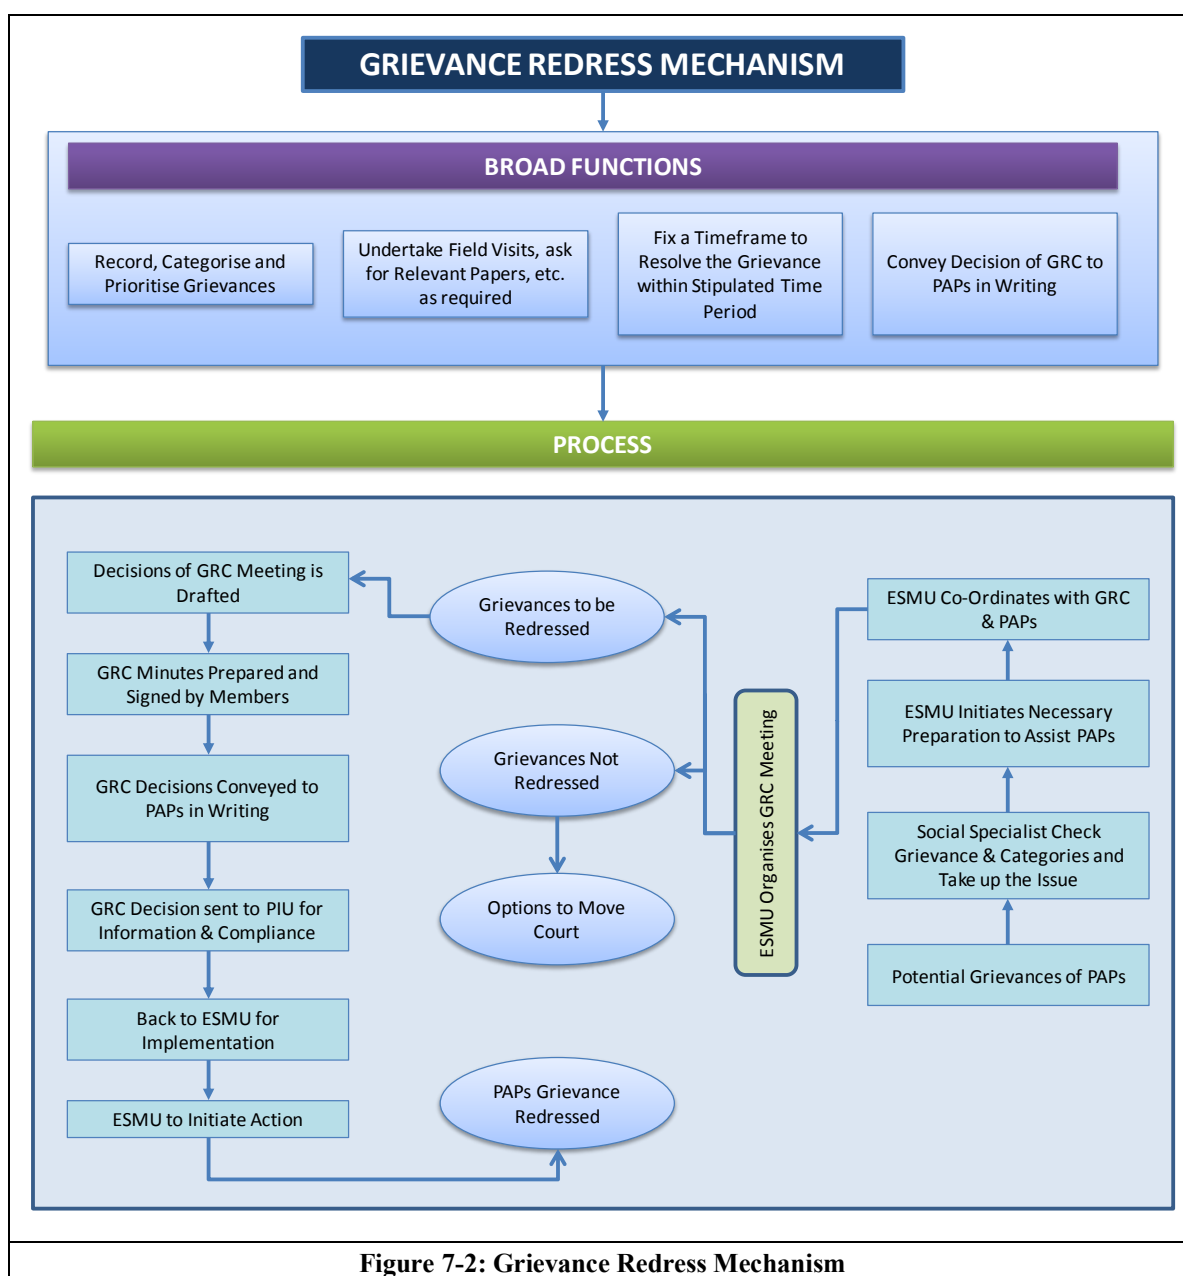 GRIEVANCE REDRESS MECHANISM
BROAD FUNCTIONS
Record, Categorise and
Prioritise Grievances
Undertake Field Visits, ask
for Relevant Papers, etc.
as required
Fix a Timeframe to
Resolve the Grievance
within Stipulated Time
Period
Convey Decision of GRC to
PAPs in Writing
PROCESS
Decisions of GRC Meeting is
Drafted
GRC Minutes Prepared and
Signed by Members
GRC Decisions Conveyed to
PAPs in Writing
GRC Decision sent to PIU for
Information & Compliance
Back to ESMU for
Implementation
ESMU to Initiate Action
Grievances to be
Redressed
Grievances Not
Redressed
Options to Move
Court
PAPs Grievance
Redressed
ESMU Organises GRC Meeting
ESMU Co-Ordinates with GRC
& PAPs
ESMU Initiates Necessary
Preparation to Assist PAPs
Social Specialist Check
Grievance & Categories and
Take up the Issue
Potential Grievances of PAPs
Figure 7-2: Grievance Redress Mechanism